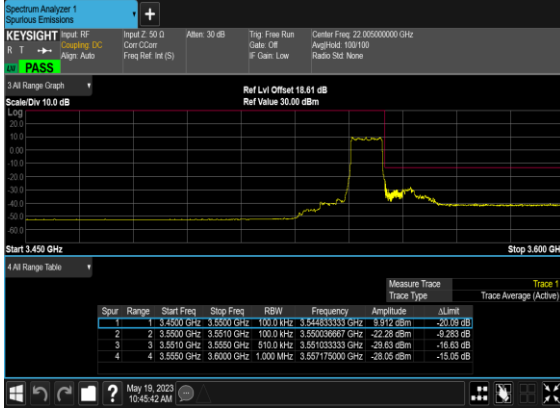 Spectrum Analyzer 1
Spurious Emissions
+
KEYSIGHT Input: RF Input Z: 50 Ω Atten: 30 dB Trig: Free Run Center Freq: 22.005000000 GHz
R T Coupling: DC Corr CCorr Gate: Off Avg|Hold: 100/100
Align: Auto Freq Ref: Int (S) IF Gain: Low Radio Std: None
PASS
3.All Range Graph
Ref Lvl Offset 18.61 dB
Scale/Div 10.0 dB Ref Value 30.00 dBm
Log
20.0
10.0
0.00
-10.0
-20.0
-30.0
-40.0
-50.0
-60.0
Start 3.450 GHz Stop 3.600 GH
4.All Range Table
Measure Trace Trace 1
Trace Type Trace Average (Active)
Spur Range Start Freq Stop Freq RBW Frequency Amplitude ΔLimit
1 1 3.4500 GHz 3.5500 GHz 100.0 kHz 3.544833333 GHz 9.912 dBm -20.09 dB
2 2 3.5500 GHz 3.5510 GHz 100.0 kHz 3.550036667 GHz -22.28 dBm -9.283 dB
3 3 3.5510 GHz 3.5550 GHz 510.0 kHz 3.551033333 GHz -29.63 dBm -16.63 dB
4 4 3.5550 GHz 3.6000 GHz 1.000 MHz 3.557175000 GHz -28.05 dBm -15.05 dB
?
May 19, 2023
10:45:42 AM